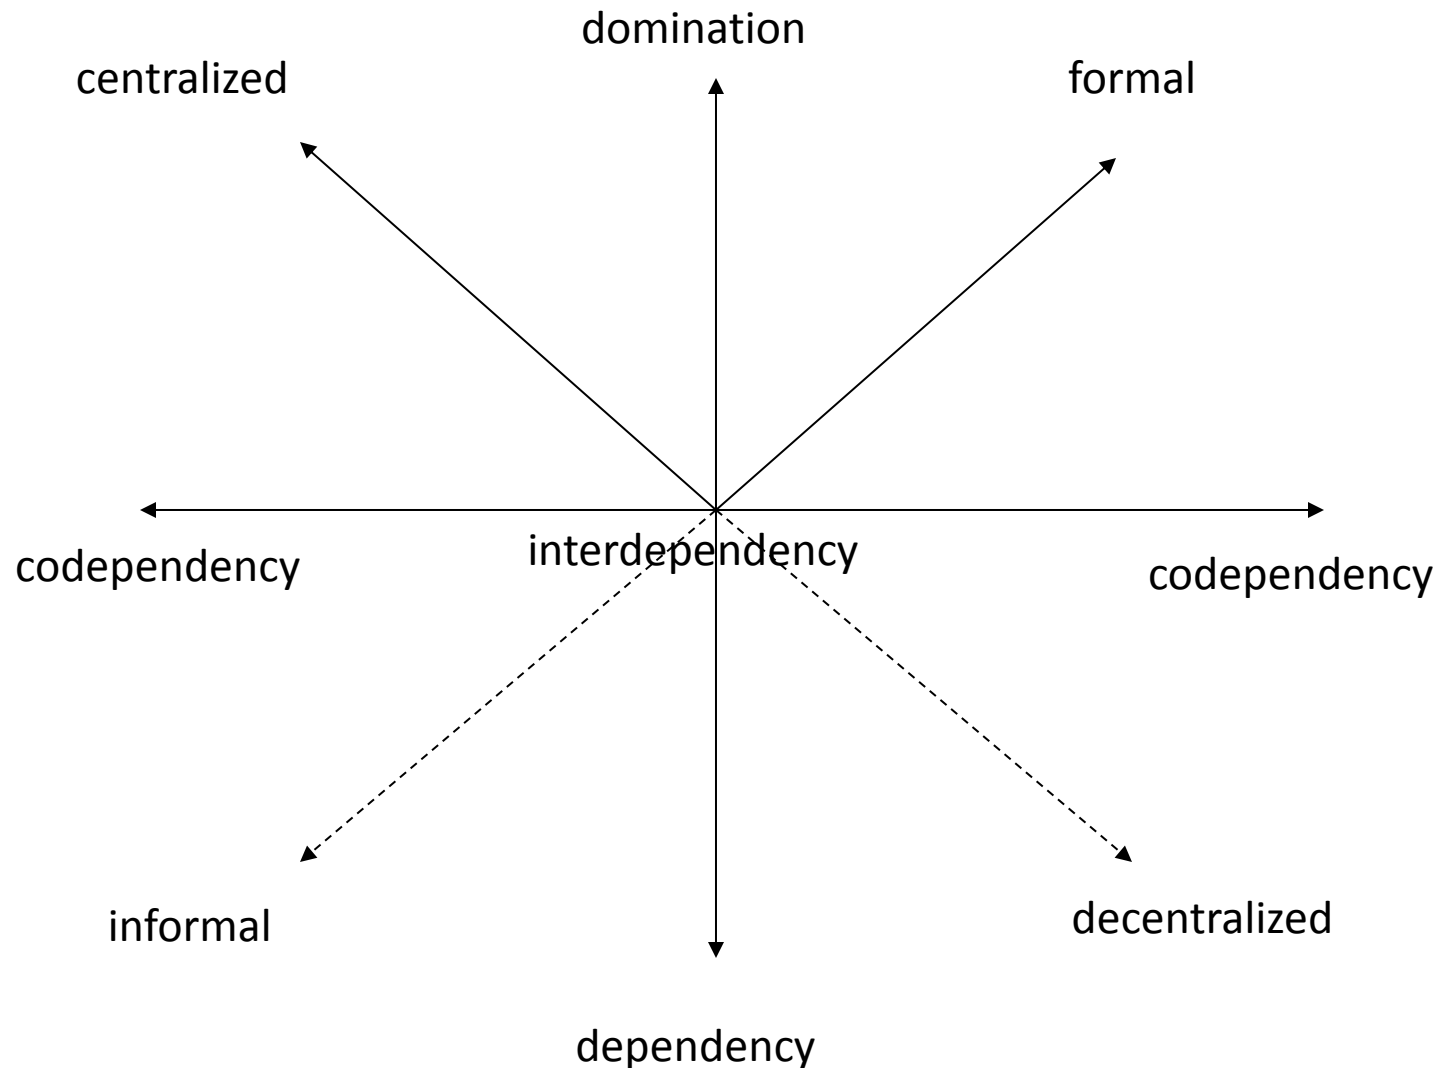 domination
centralized
formal
interdependency
codependency
codependency
informal
decentralized
dependency